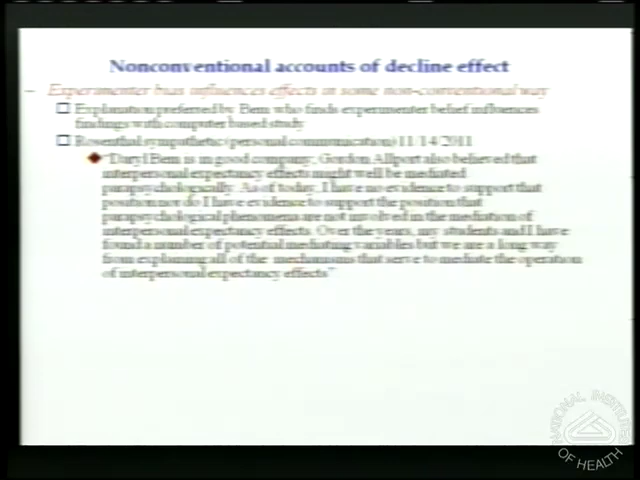 Nonconventional accounts of decline effect
– Experimenter bias influences effects in some non-conventional way
Explanation preferred by Bem who finds experimenter belief influences
findings with computer based study
Rosenthal sympathetic (personal communication) 11/14/2011
"Daryl Bem is in good company, Gordon Allport also believed that
interpersonal expectancy effects might well be mediated
parapsychologically. As of today, I have no evidence to support that
position nor do I have evidence to support the position that
parapsychological phenomena are not involved in the mediation of
interpersonal expectancy effects. Over the years, my students and I have
found a number of potential mediating variables but we are a long way
from explaining all of the mechanisms that serve to mediate the operation
of interpersonal expectancy effects"
NATIONAL INSTITUTES
OF HEALTH